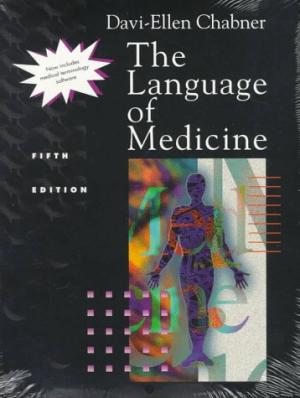 Davi-Ellen Chabner
The
Language
of
Medicine
Now includes
medical terminology
software
FIFTH
EDITION